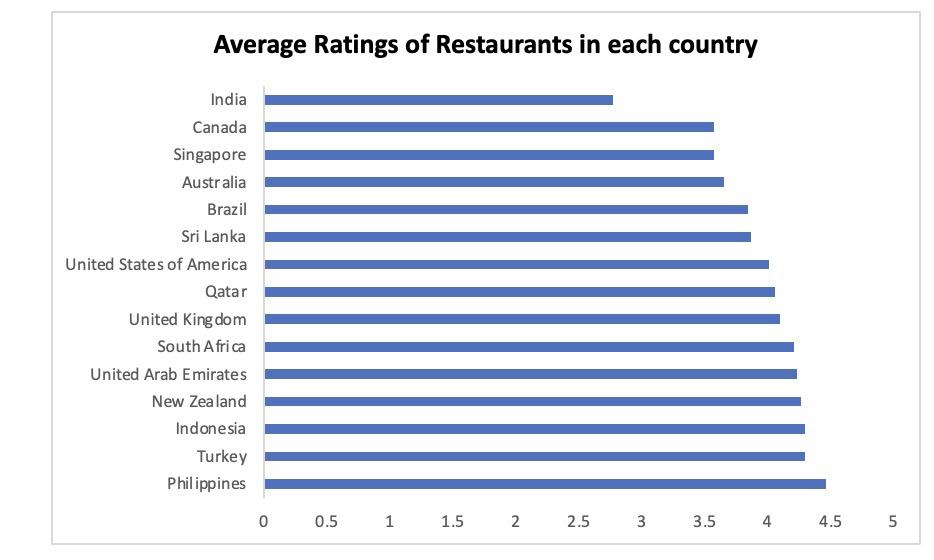 Average Ratings of Restaurants in each country
India
Canada
Singapore
Australia
Brazil
Sri Lanka
United States of America
Qatar
United Kingdom
South Africa
United Arab Emirates
New Zealand
Indonesia
Turkey
Philippines
0 0.5 1 1.5 2 2.5 3 3.5 4 4.5 5